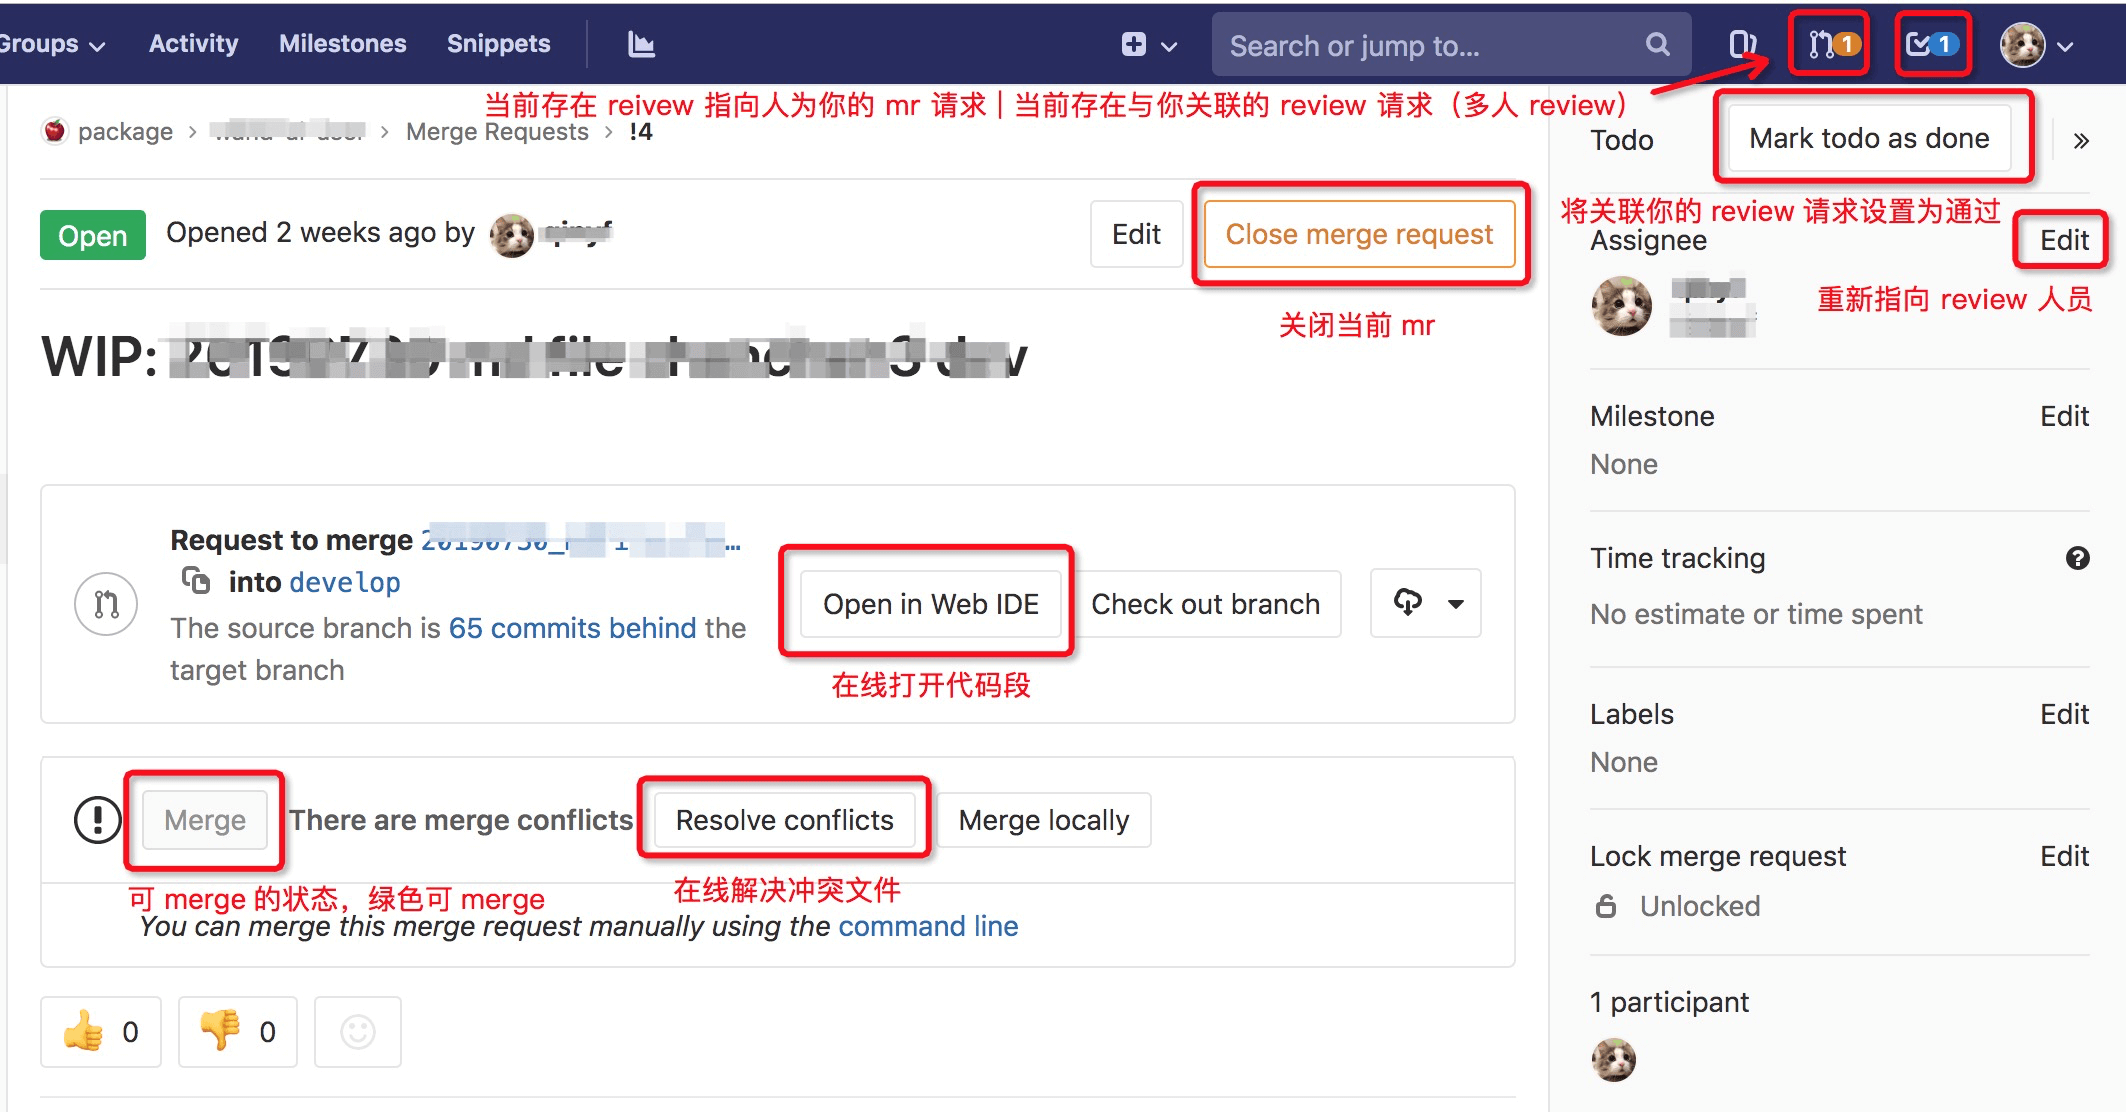 Groups Activity Milestones Snippets Search or jump to... 1 1
当前存在 reivew 指向人为你的 mr 请求 | 当前存在与你关联的 review 请求（多人 review）
package > > Merge Requests > !4
Todo Mark todo as done »
将关联你的 review 请求设置为通过
Open Opened 2 weeks ago by Edit Close merge request
Assignee Edit
重新指向 review 人员
关闭当前 mr
WIP:
Milestone Edit
None
Request to merge
into develop
The source branch is 65 commits behind the
target branch
Open in Web IDE Check out branch
在线打开代码段
Time tracking
No estimate or time spent
Labels Edit
None
Merge There are merge conflicts Resolve conflicts Merge locally
可 merge 的状态，绿色可 merge
在线解决冲突文件
You can merge this merge request manually using the command line
Lock merge request Edit
Unlocked
0 0
1 participant